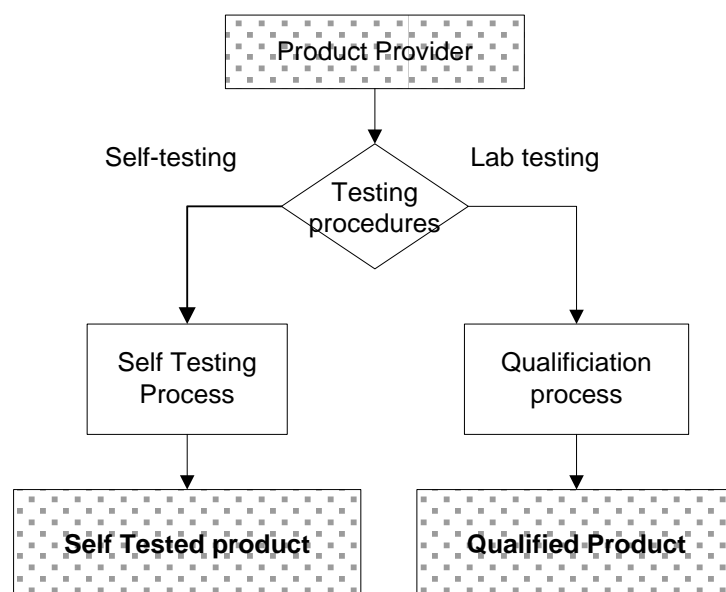 Product Provider
Self-testing
Lab testing
Testing
procedures
Self Testing
Process
Qualificiation
process
Self Tested product
Qualified Product